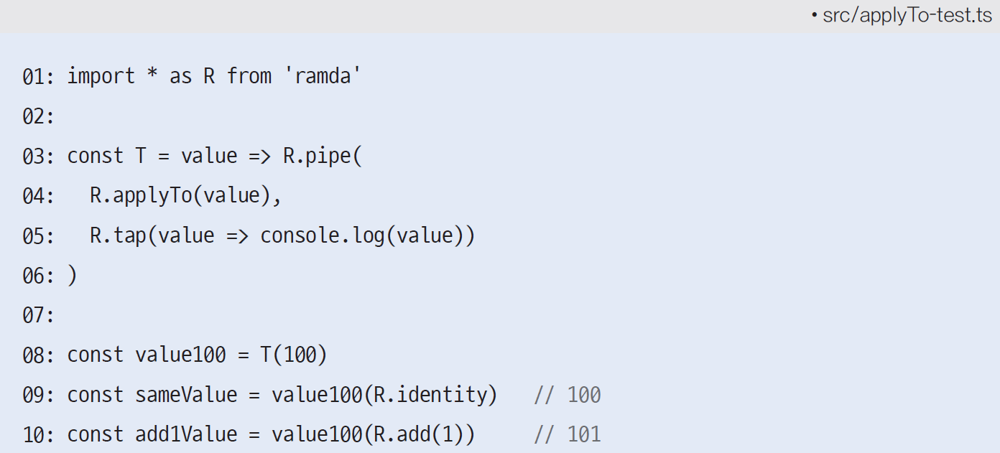 • src/applyTo-test.ts
01: import * as R from 'ramda'
02:
03: const T = value => R.pipe(
04:   R.applyTo(value),
05:   R.tap(value => console.log(value))
06: )
07:
08: const value100 = T(100)
09: const sameValue = value100(R.identity)   // 100
10: const add1Value = value100(R.add(1))     // 101